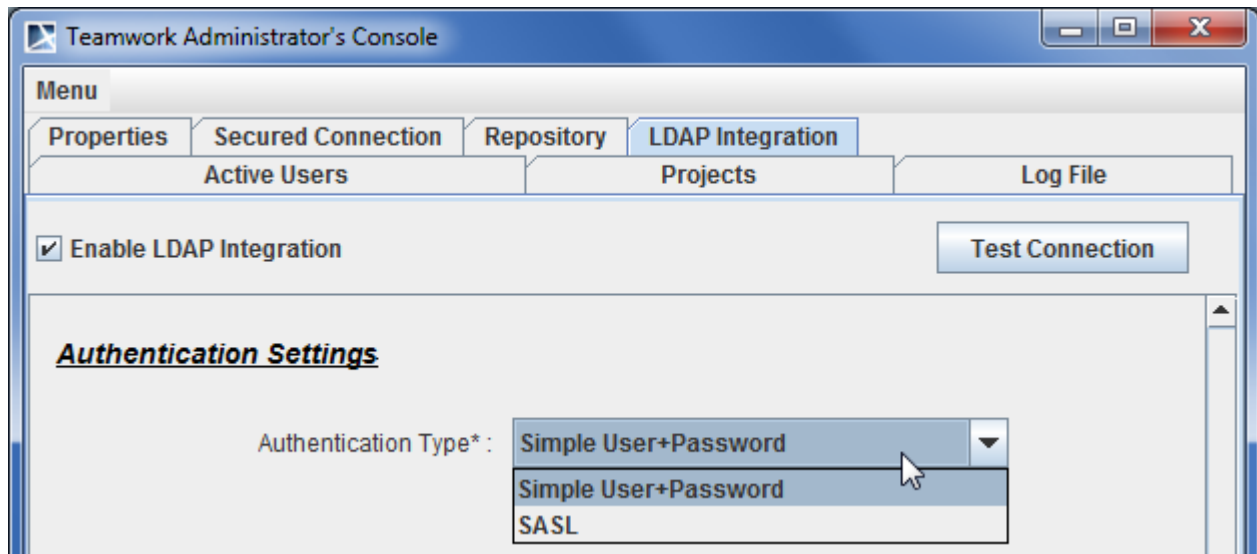 Teamwork Administrator's Console
Menu
Properties Secured Connection Repository LDAP Integration
Active Users Projects Log File
Enable LDAP Integration Test Connection
Authentication Settings
Authentication Type* : Simple User+Password
Simple User+Password
SASL